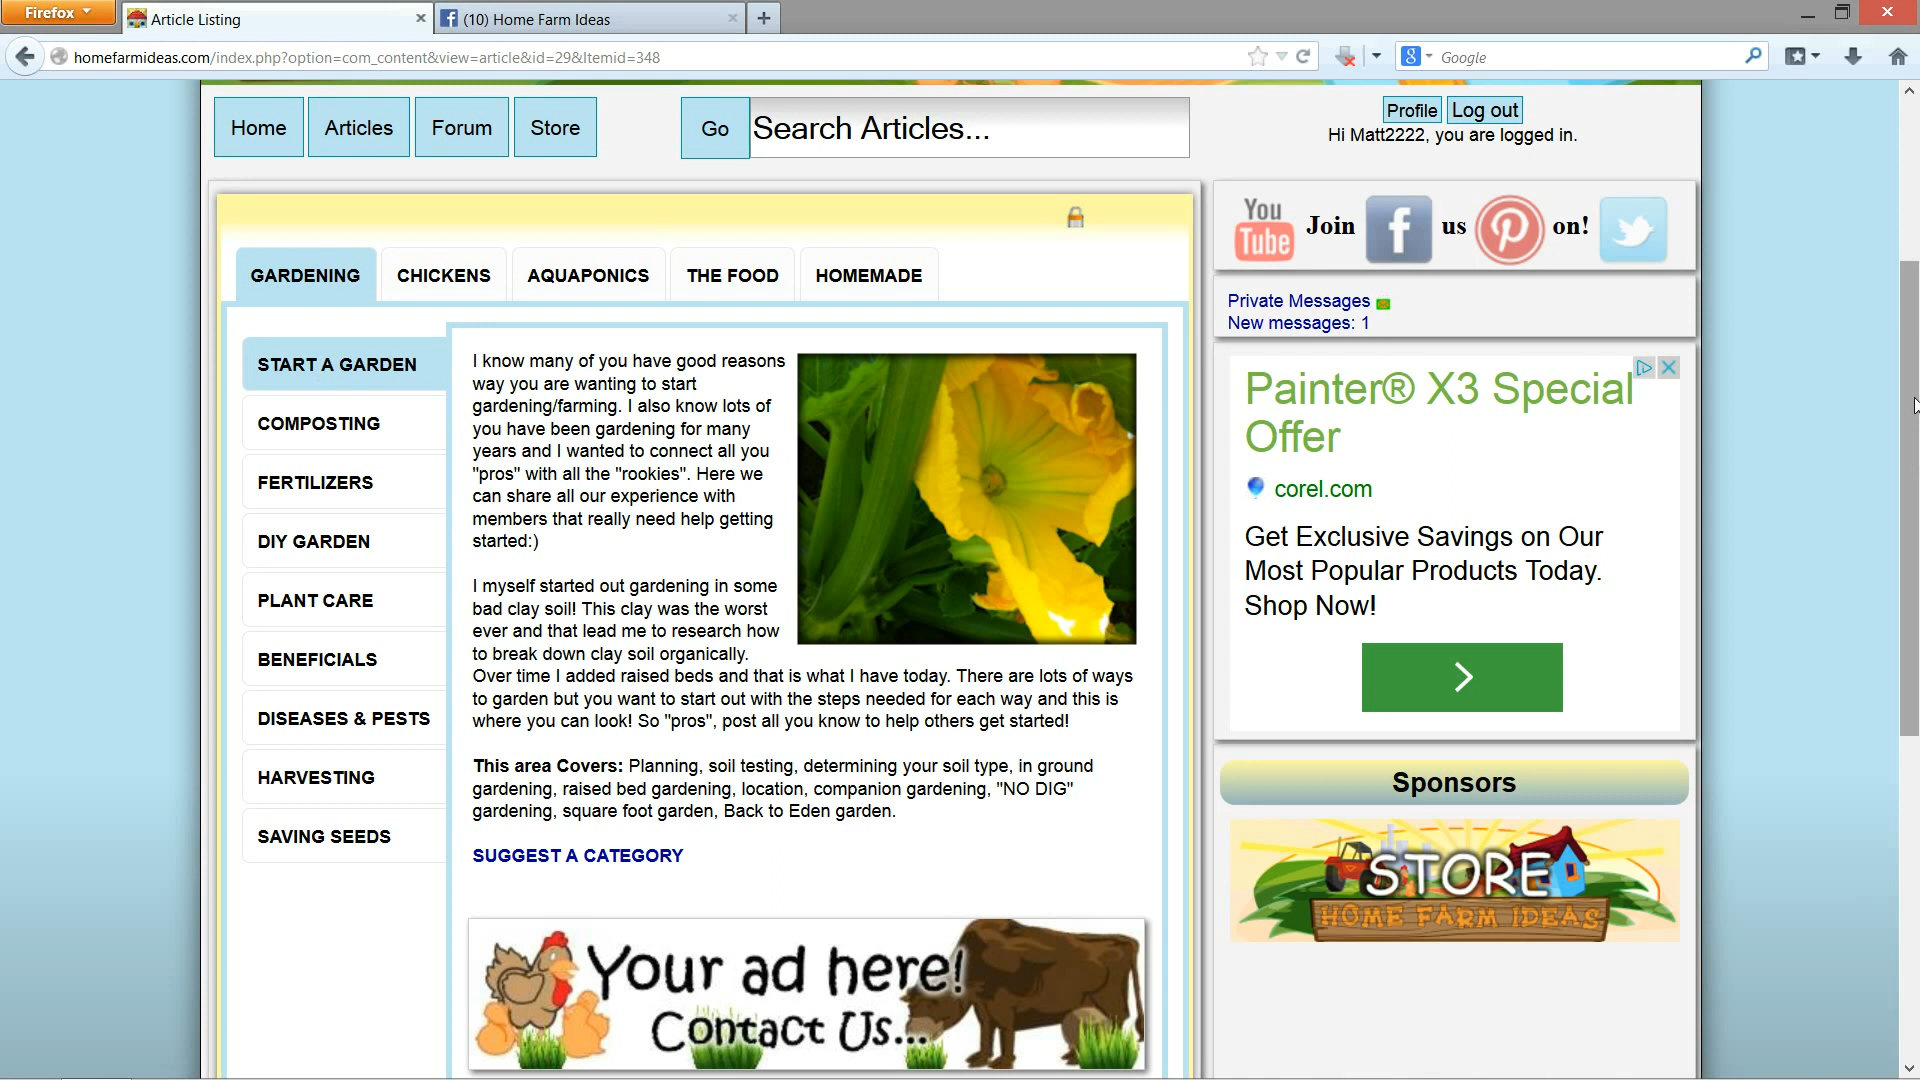 Firefox
Article Listing
(10) Home Farm Ideas
homefarmideas.com/index.php?option=com_content&view=article&id=29&Itemid=348
Google
Home
Articles
Forum
Store
Go
Search Articles...
Profile
Log out
Hi Matt2222, you are logged in.
You Tube
Join
us
on!
Private Messages
New messages: 1
GARDENING
CHICKENS
AQUAPONICS
THE FOOD
HOMEMADE
START A GARDEN
COMPOSTING
FERTILIZERS
DIY GARDEN
PLANT CARE
BENEFICIALS
DISEASES & PESTS
HARVESTING
SAVING SEEDS
I know many of you have good reasons
way you are wanting to start
gardening/farming. I also know lots of
you have been gardening for many
years and I wanted to connect all you
"pros" with all the "rookies". Here we
can share all our experience with
members that really need help getting
started:)
I myself started out gardening in some
bad clay soil! This clay was the worst
ever and that lead me to research how
to break down clay soil organically.
Over time I added raised beds and that is what I have today. There are lots of ways
to garden but you want to start out with the steps needed for each way and this is
where you can look! So "pros", post all you know to help others get started!
This area Covers: Planning, soil testing, determining your soil type, in ground
gardening, raised bed gardening, location, companion gardening, "NO DIG"
gardening, square foot garden, Back to Eden garden.
SUGGEST A CATEGORY
Your ad here!
Contact Us...
Painter® X3 Special
Offer
corel.com
Get Exclusive Savings on Our
Most Popular Products Today.
Shop Now!
Sponsors
STORE
HOME FARM IDEAS